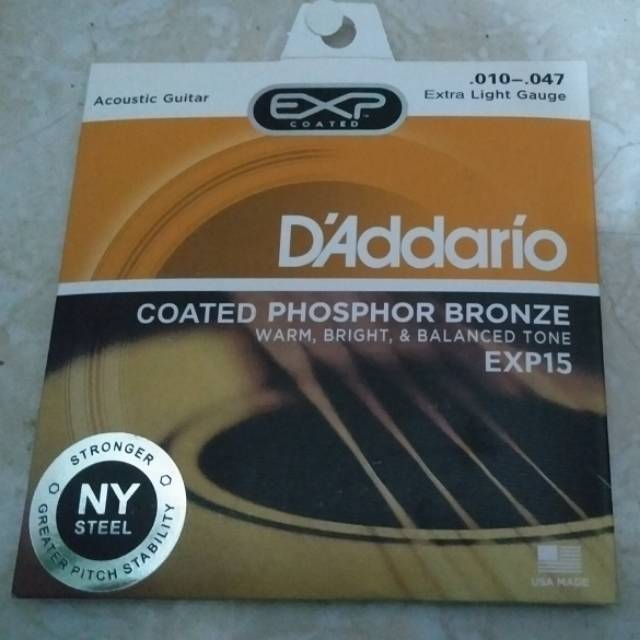 Acoustic Guitar
EXP™
COATED
.010–.047
Extra Light Gauge
D'Addario
COATED PHOSPHOR BRONZE
WARM, BRIGHT, & BALANCED TONE
EXP15
STRONGER
NY
STEEL
GREATER PITCH STABILITY
USA MADE